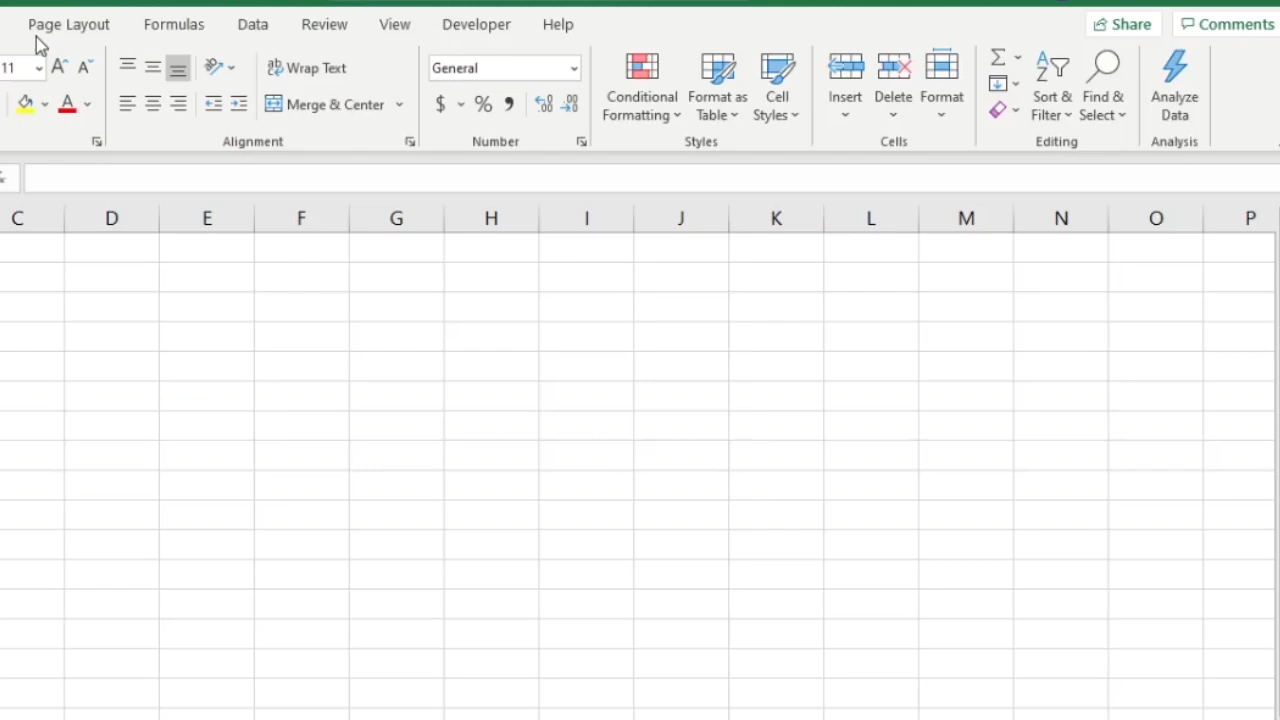 Page Layout Formulas Data Review View Developer Help Share Comments
11 A A Wrap Text General Conditional Formatting Format as Table Cell Styles Insert Delete Format Sort & Filter Find & Select Analyze Data
A Merge & Center $ % ,
Alignment Number Styles Cells Editing Analysis
C D E F G H I J K L M N O P